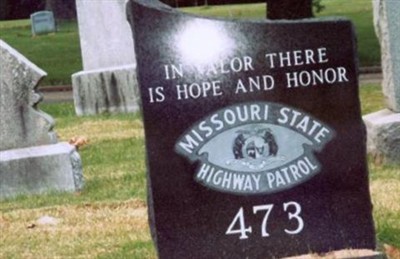 IN VALOR THERE
IS HOPE AND HONOR
MISSOURI STATE
HIGHWAY PATROL
473